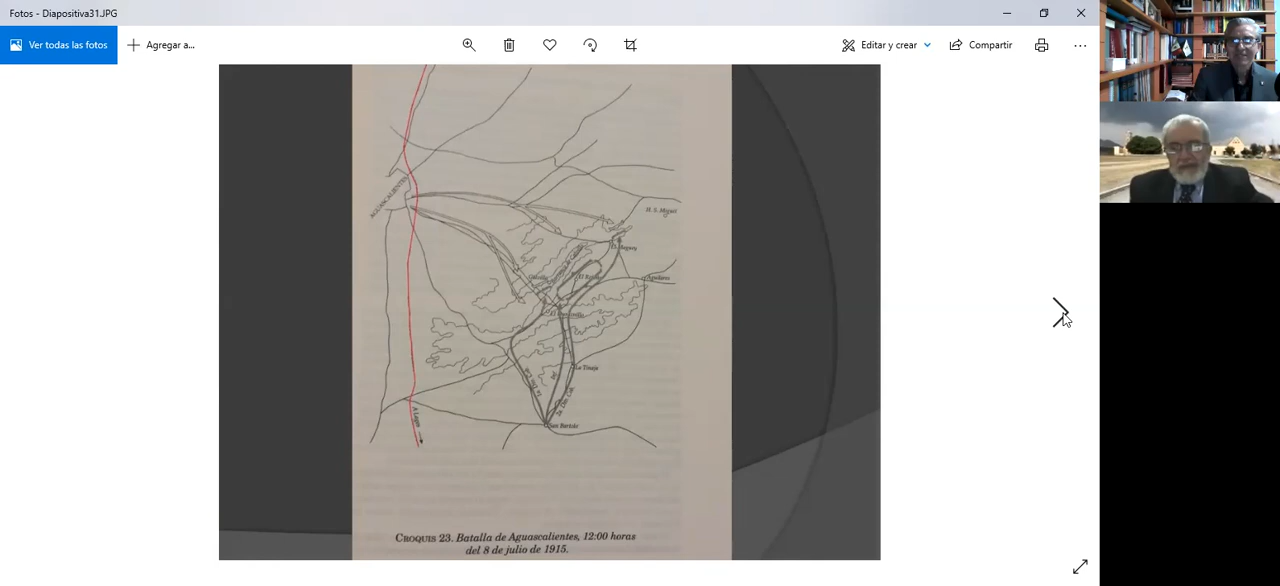 Fotos - Diapositiva31.JPG
Ver todas las fotos
Agregar a...
Editar y crear
Compartir
AGUASCALIENTES
H. S. Miguel
La Tinaja
San Bartolo
A Lagos
CROQUIS 23. Batalla de Aguascalientes, 12:00 horas
del 8 de julio de 1915.